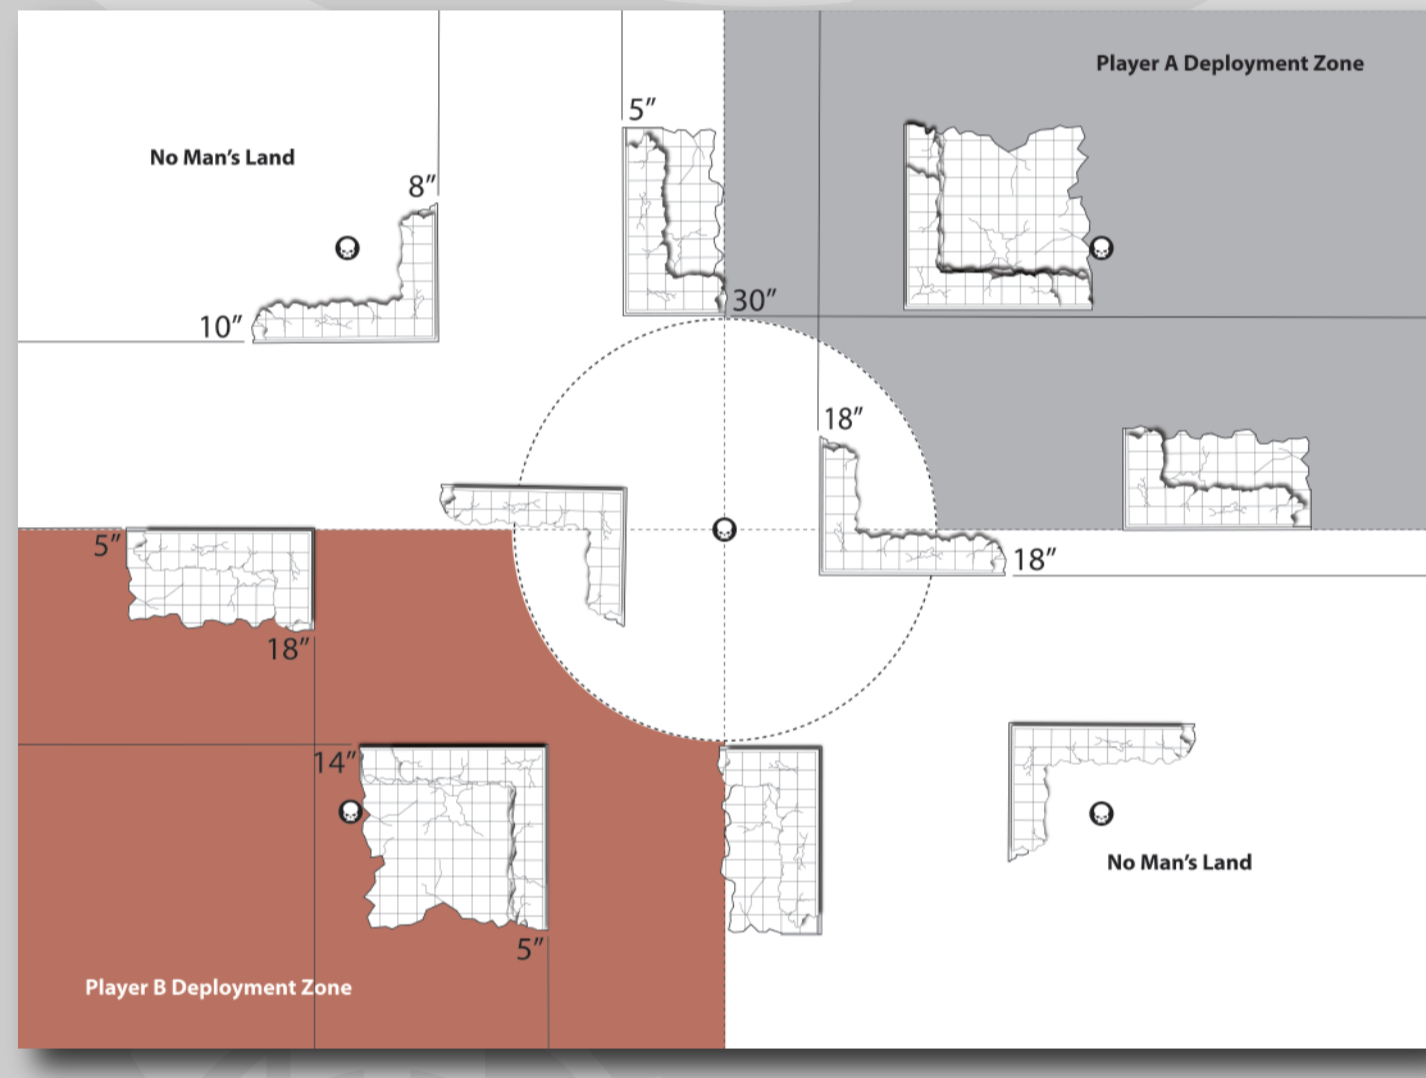 Player A Deployment Zone
5”
No Man’s Land
8”
30”
10”
18”
5”
18”
18”
14”
No Man’s Land
5”
Player B Deployment Zone